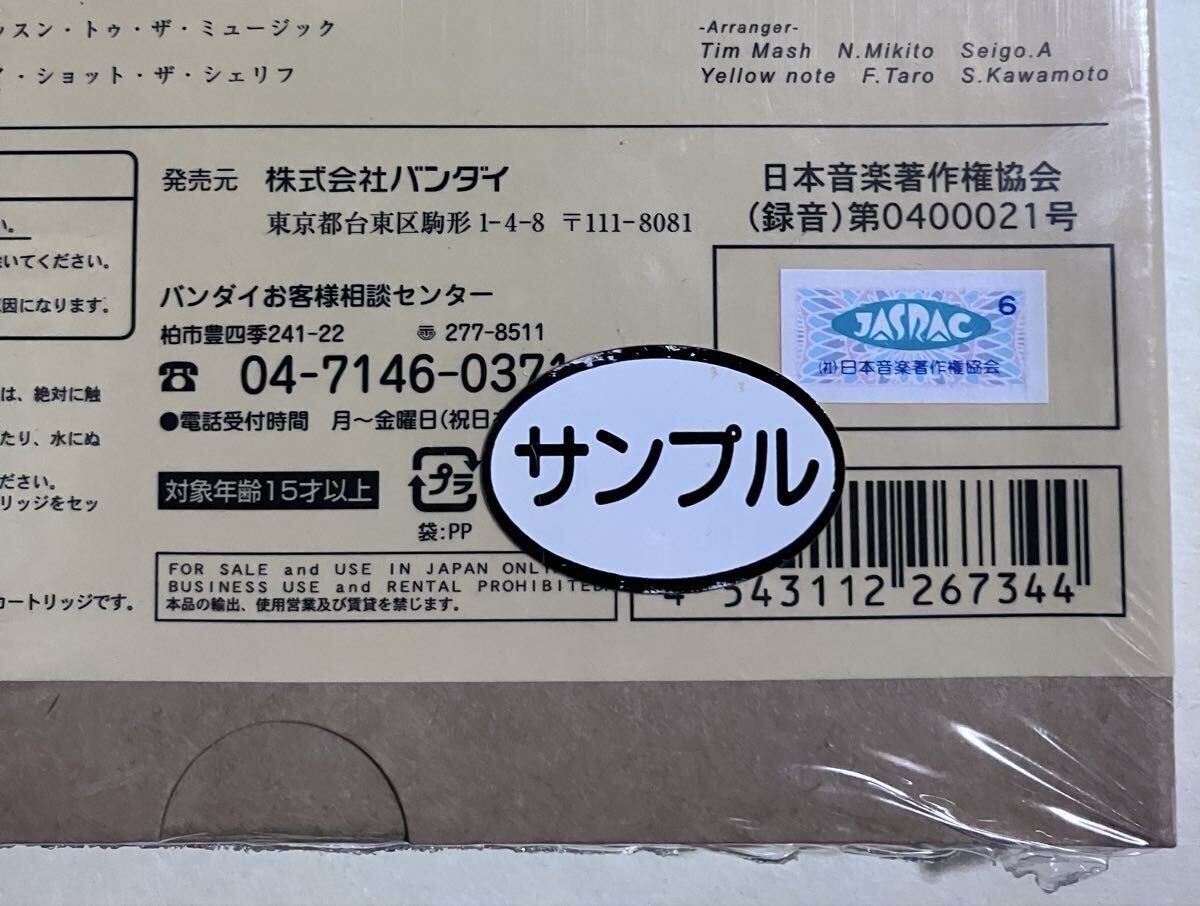 ッスン・トゥ・ザ・ミュージック
・ショット・ザ・シェリフ
-Arranger-
Tim Mash N.Mikito Seigo.A
Yellow note F.Taro S.Kawamoto
い。
いてください。
因になります。
は、絶対に触
たり、水にぬ
ださい。
リッジをセッ
カートリッジです。
発売元 株式会社バンダイ
東京都台東区駒形1-4-8 〒111-8081
バンダイお客様相談センター
柏市豊四季241-22 〠277-8511
☎ 04-7146-0371
●電話受付時間 月〜金曜日(祝日
対象年齢15才以上
プラ
袋:PP
FOR SALE and USE IN JAPAN ONL
BUSINESS USE and RENTAL PROHIBITED.
本品の輸出、使用営業及び賃貸を禁じます。
日本音楽著作権協会
(録音)第0400021号
6
JASRAC
(社)日本音楽著作権協会
サンプル
4 543112 267344